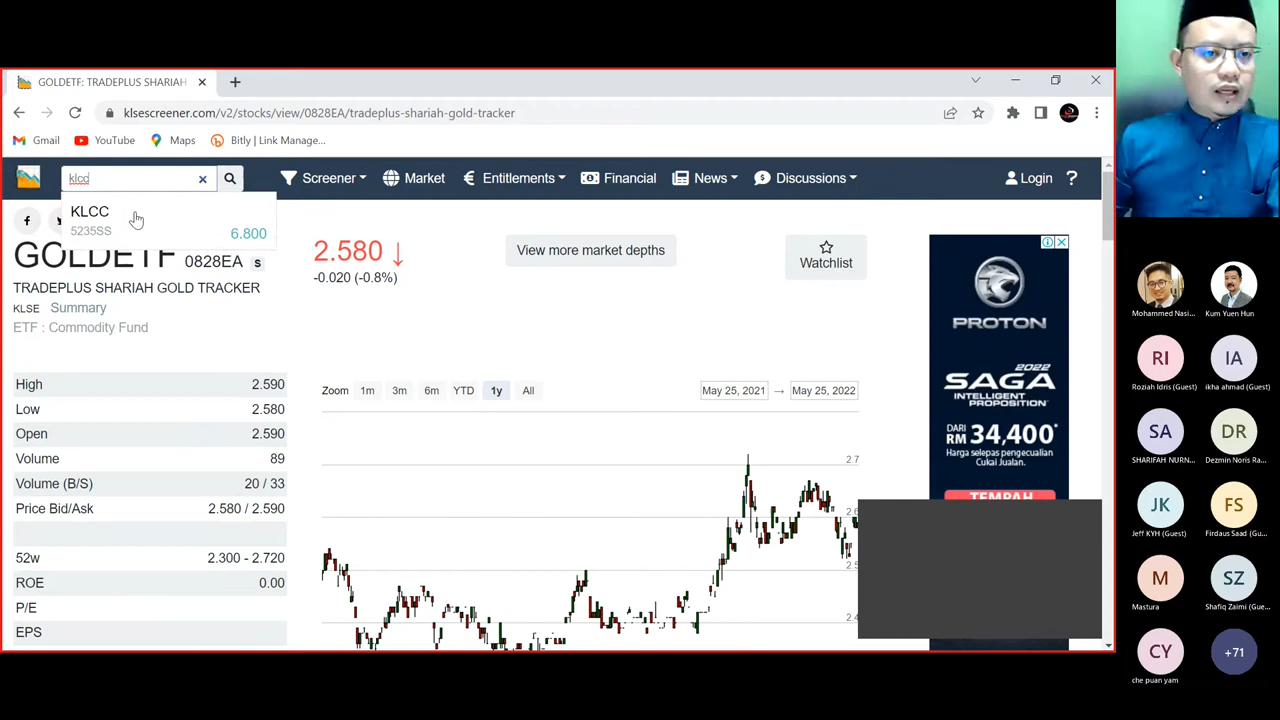 GOLDETF: TRADEPLUS SHARIAH
klsescreener.com/v2/stocks/view/0828EA/tradeplus-shariah-gold-tracker
Gmail
YouTube
Maps
Bitly | Link Manage...
klcc
Screener
Market
Entitlements
Financial
News
Discussions
Login
?
KLCC
5235SS
6.800
GOLDETF 0828EA s
TRADEPLUS SHARIAH GOLD TRACKER
KLSE Summary
ETF : Commodity Fund
2.580 ↓
-0.020 (-0.8%)
View more market depths
Watchlist
High 2.590
Low 2.580
Open 2.590
Volume 89
Volume (B/S) 20 / 33
Price Bid/Ask 2.580 / 2.590
52w 2.300 - 2.720
ROE 0.00
P/E
EPS
Zoom 1m 3m 6m YTD 1y All
May 25, 2021 → May 25, 2022
2.7
2.4
PROTON
2022
SAGA
INTELLIGENT
PROPOSITION
DARI
RM 34,400*
Harga selepas pengecualian
Cukai Jualan.
TEMPAH
Mohammed Nasi...
Kum Yuen Hun
RI
Roziah Idris (Guest)
IA
ikha ahmad (Guest)
SA
SHARIFAH NURN...
DR
Dezmin Noris Ra...
JK
Jeff KYH (Guest)
FS
Firdaus Saad (Gu...
M
Mastura
SZ
Shafiq Zaimi (Gue...
CY
che puan yam
+71